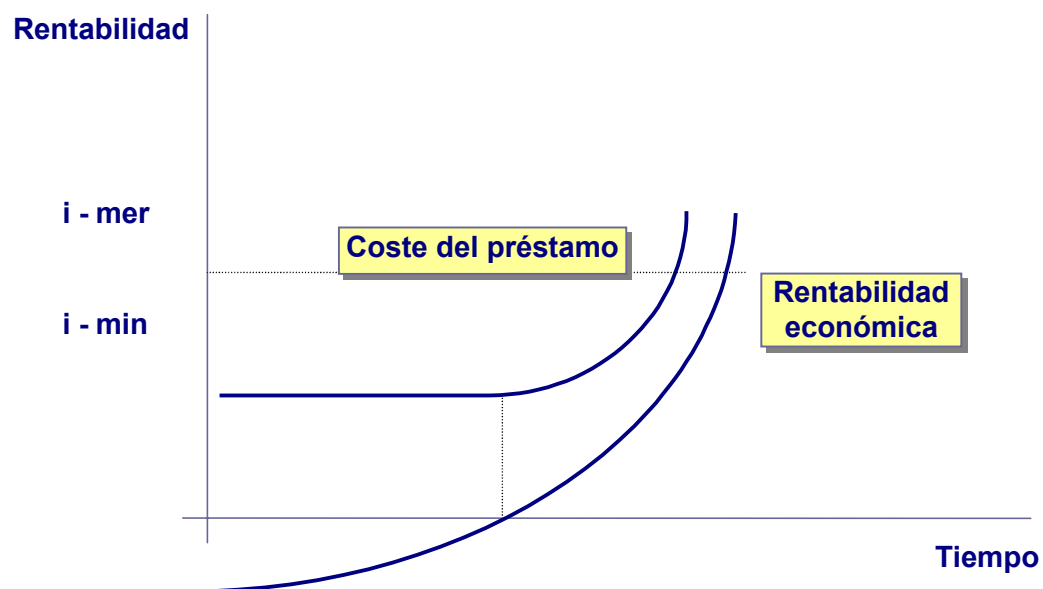 Rentabilidad
i - mer
Coste del préstamo
Rentabilidad
económica
i - min
Tiempo